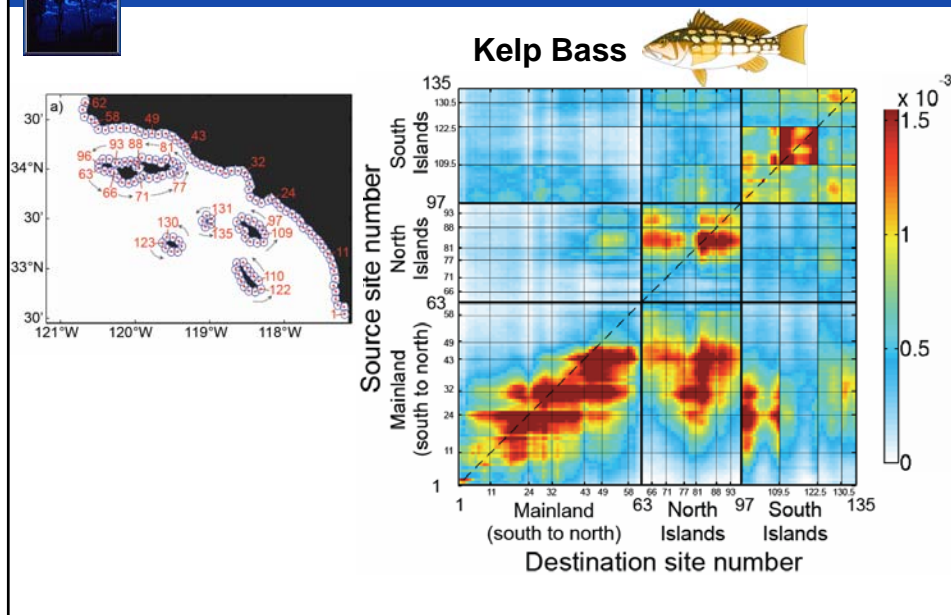 Kelp Bass
a)
30'
34°N
30'
33°N
30'
121°W 120°W 119°W 118°W
62
58
49
43
96
93
88
81
63
66
71
77
32
24
131
135
130
123
97
109
110
122
11
1
Source site number
South Islands
North Islands
Mainland
(south to north)
135
130.5
122.5
109.5
97
93
88
81
77
71
66
63
58
49
43
32
24
11
1
11 24 32 43 49 58 66 71 77 81 88 93 109.5 122.5 130.5
1 63 97 135
Mainland
(south to north)
North
Islands
South
Islands
Destination site number
x 10
-3
1.5
1
0.5
0